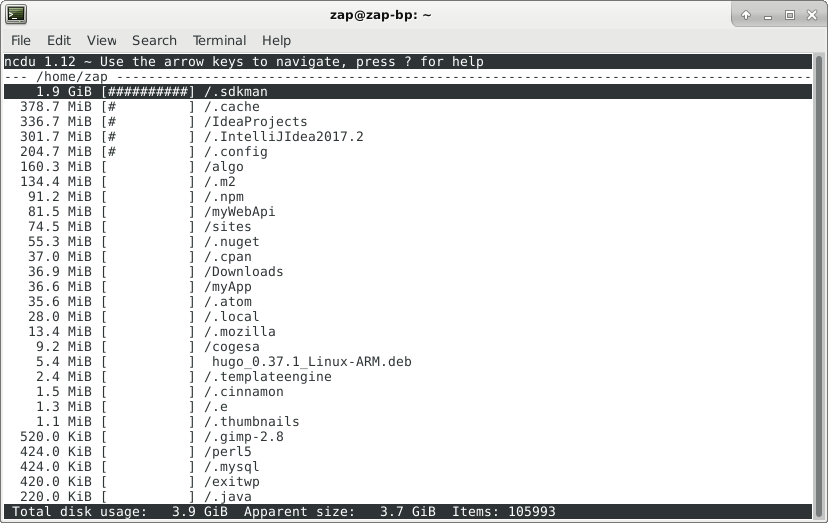 zap@zap-bp: ~
File Edit View Search Terminal Help
ncdu 1.12 ~ Use the arrow keys to navigate, press ? for help
--- /home/zap ----------------------------------------------------------------------------------------
    1.9 GiB [##########] /.sdkman
  378.7 MiB [#         ] /.cache
  336.7 MiB [#         ] /IdeaProjects
  301.7 MiB [#         ] /.IntelliJIdea2017.2
  204.7 MiB [#         ] /.config
  160.3 MiB [          ] /algo
  134.4 MiB [          ] /.m2
   91.2 MiB [          ] /.npm
   81.5 MiB [          ] /myWebApi
   74.5 MiB [          ] /sites
   55.3 MiB [          ] /.nuget
   37.0 MiB [          ] /.cpan
   36.9 MiB [          ] /Downloads
   36.6 MiB [          ] /myApp
   35.6 MiB [          ] /.atom
   28.0 MiB [          ] /.local
   13.4 MiB [          ] /.mozilla
    9.2 MiB [          ] /cogesa
    5.4 MiB [          ]  hugo_0.37.1_Linux-ARM.deb
    2.4 MiB [          ] /.templateengine
    1.5 MiB [          ] /.cinnamon
    1.3 MiB [          ] /.e
    1.1 MiB [          ] /.thumbnails
  520.0 KiB [          ] /.gimp-2.8
  424.0 KiB [          ] /perl5
  424.0 KiB [          ] /.mysql
  420.0 KiB [          ] /exitwp
  220.0 KiB [          ] /.java
 Total disk usage:   3.9 GiB  Apparent size:   3.7 GiB  Items: 105993